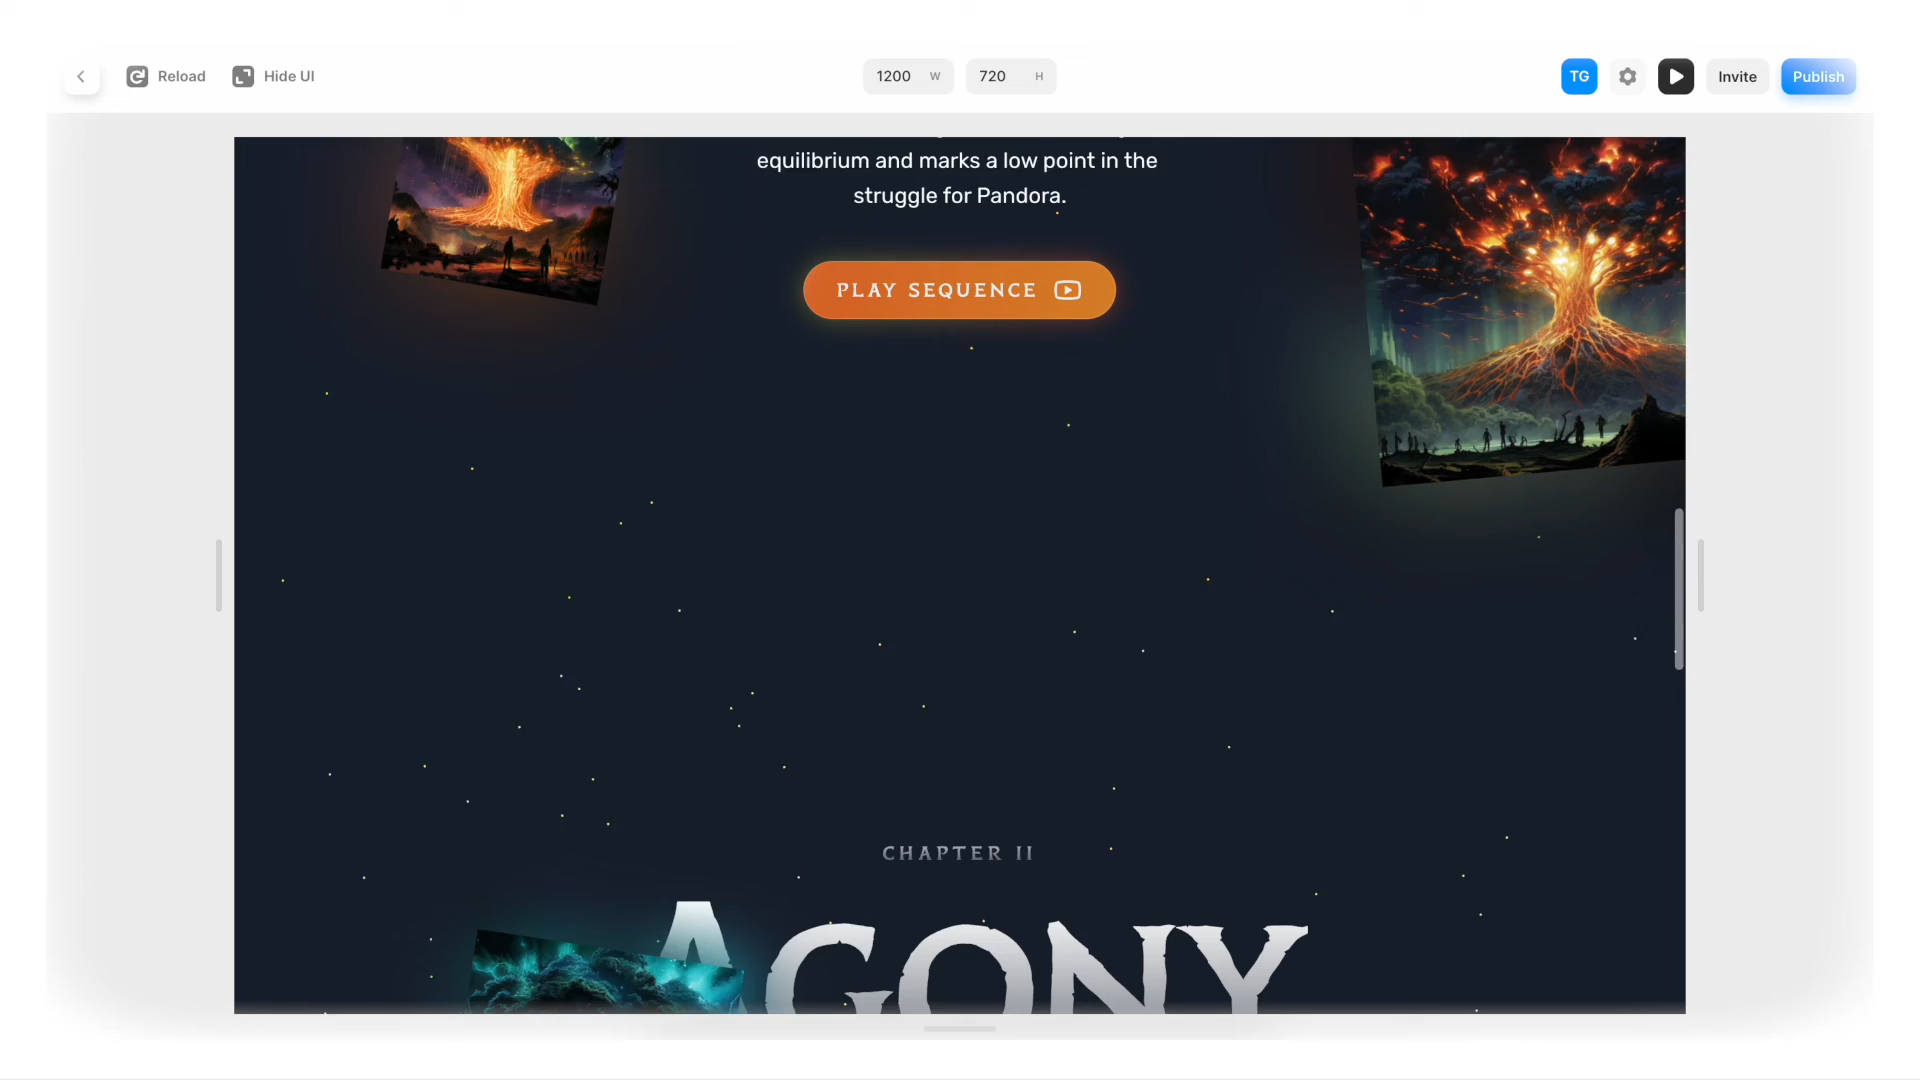 Reload
Hide UI
1200 W
720 H
TG
Invite
Publish
equilibrium and marks a low point in the
struggle for Pandora.
PLAY SEQUENCE
CHAPTER II
AGONY